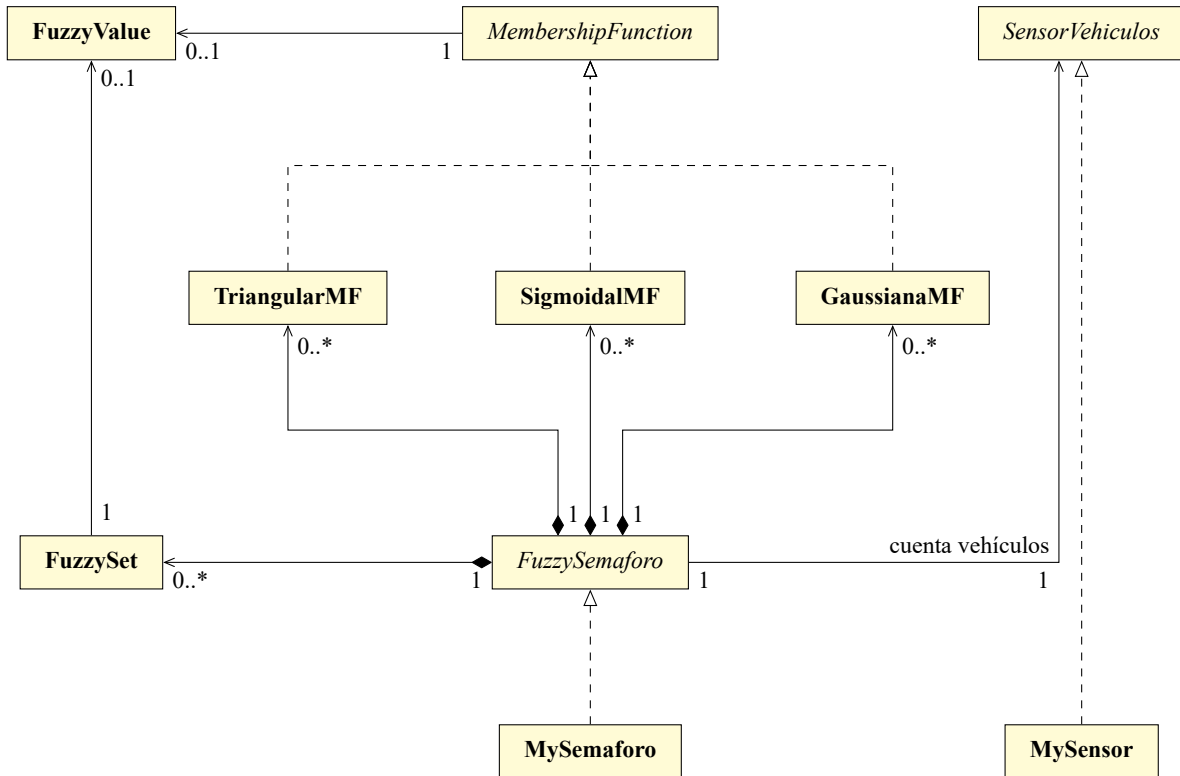 FuzzyValue
MembershipFunction
SensorVehiculos
0..1
1
1
0..1
TriangularMF
SigmoidalMF
GaussianaMF
0..*
0..*
0..*
1
1
1
1
FuzzySet
FuzzySemaforo
cuenta vehículos
0..*
1
1
1
MySemaforo
MySensor